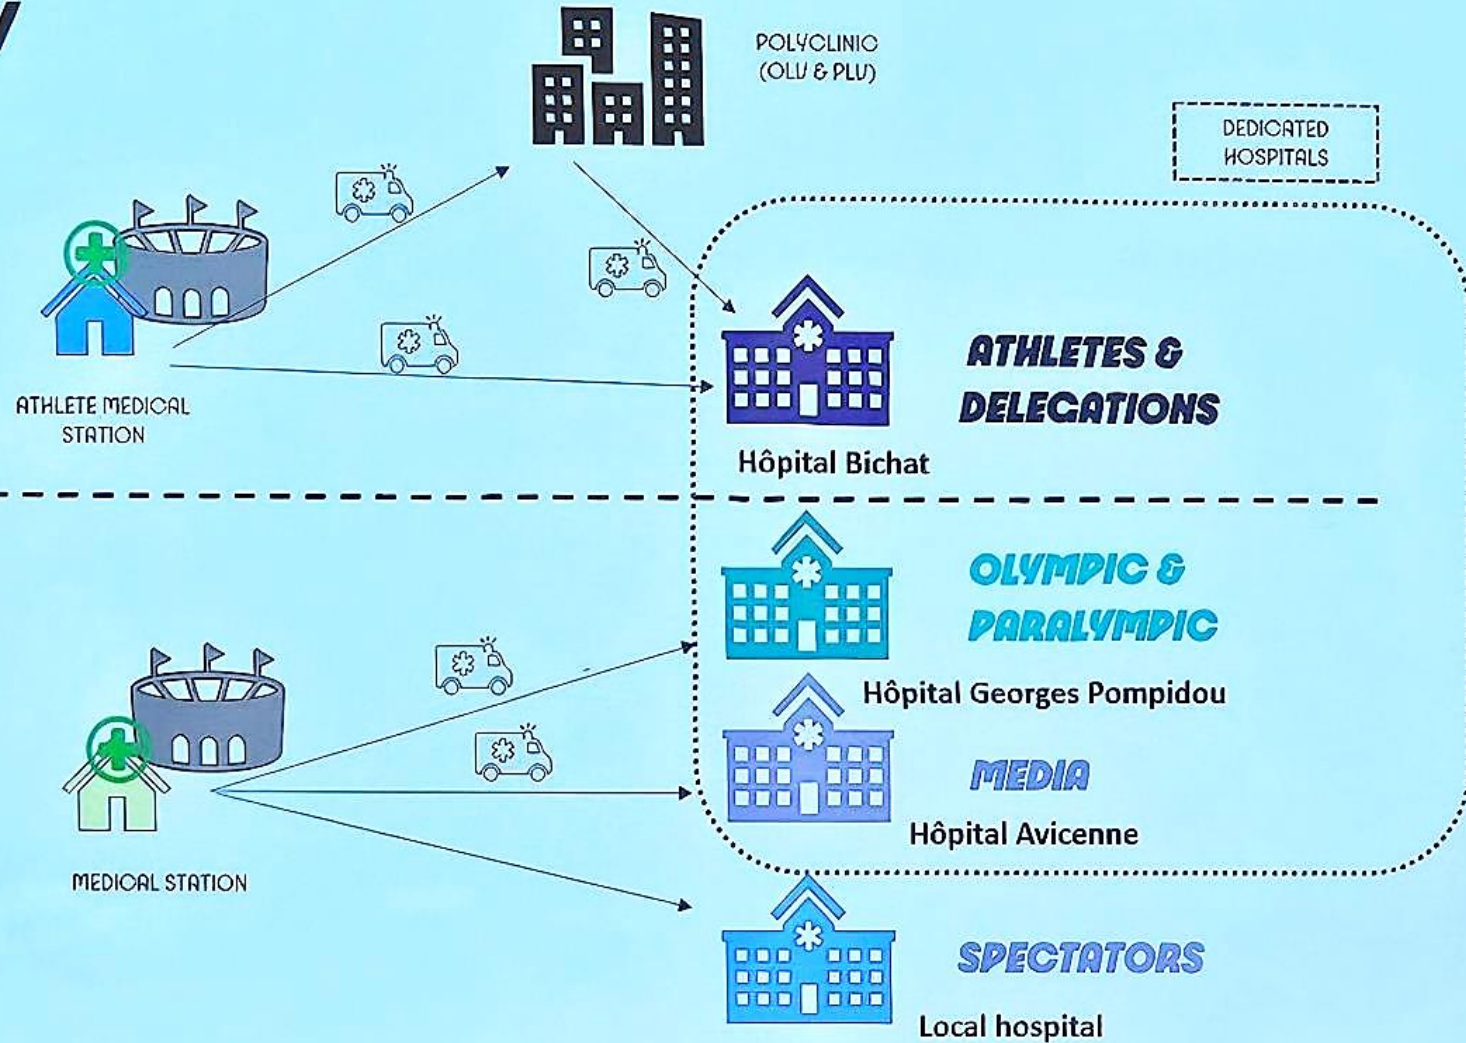 POLYCLINIC
(OLV & PLV)
DEDICATED
HOSPITALS
ATHLETE MEDICAL
STATION
ATHLETES &
DELEGATIONS
Hôpital Bichat
OLYMPIC &
PARALYMPIC
Hôpital Georges Pompidou
MEDIA
Hôpital Avicenne
MEDICAL STATION
SPECTATORS
Local hospital